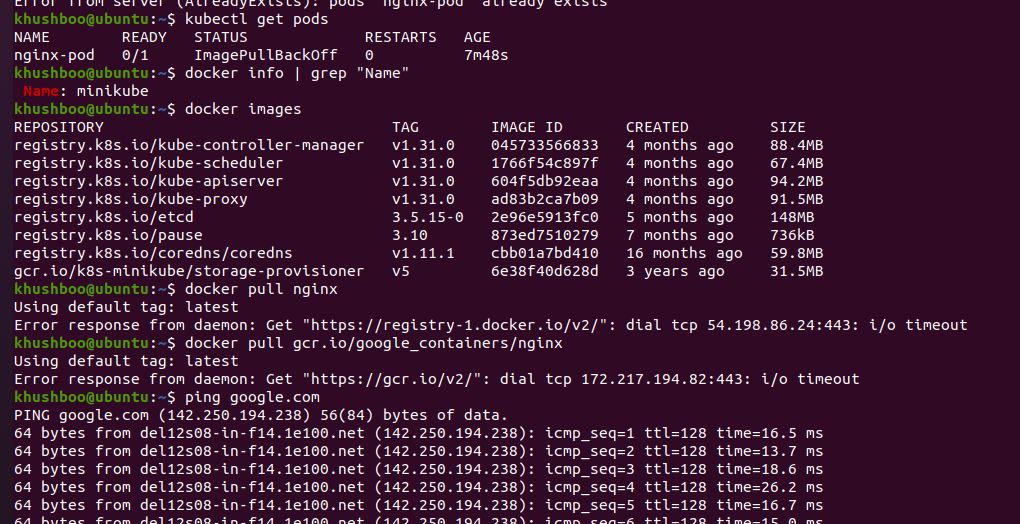 Error from server (AlreadyExists): pods "nginx-pod" already exists
khushboo@ubuntu:~$ kubectl get pods
NAME        READY   STATUS             RESTARTS   AGE
nginx-pod   0/1     ImagePullBackOff   0          7m48s
khushboo@ubuntu:~$ docker info | grep "Name"
 Name: minikube
khushboo@ubuntu:~$ docker images
REPOSITORY                                TAG        IMAGE ID       CREATED         SIZE
registry.k8s.io/kube-controller-manager   v1.31.0    045733566833   4 months ago    88.4MB
registry.k8s.io/kube-scheduler            v1.31.0    1766f54c897f   4 months ago    67.4MB
registry.k8s.io/kube-apiserver            v1.31.0    604f5db92eaa   4 months ago    94.2MB
registry.k8s.io/kube-proxy                v1.31.0    ad83b2ca7b09   4 months ago    91.5MB
registry.k8s.io/etcd                      3.5.15-0   2e96e5913fc0   5 months ago    148MB
registry.k8s.io/pause                     3.10       873ed7510279   7 months ago    736kB
registry.k8s.io/coredns/coredns           v1.11.1    cbb01a7bd410   16 months ago   59.8MB
gcr.io/k8s-minikube/storage-provisioner   v5         6e38f40d628d   3 years ago     31.5MB
khushboo@ubuntu:~$ docker pull nginx
Using default tag: latest
Error response from daemon: Get "https://registry-1.docker.io/v2/": dial tcp 54.198.86.24:443: i/o timeout
khushboo@ubuntu:~$ docker pull gcr.io/google_containers/nginx
Using default tag: latest
Error response from daemon: Get "https://gcr.io/v2/": dial tcp 172.217.194.82:443: i/o timeout
khushboo@ubuntu:~$ ping google.com
PING google.com (142.250.194.238) 56(84) bytes of data.
64 bytes from del12s08-in-f14.1e100.net (142.250.194.238): icmp_seq=1 ttl=128 time=16.5 ms
64 bytes from del12s08-in-f14.1e100.net (142.250.194.238): icmp_seq=2 ttl=128 time=13.7 ms
64 bytes from del12s08-in-f14.1e100.net (142.250.194.238): icmp_seq=3 ttl=128 time=18.6 ms
64 bytes from del12s08-in-f14.1e100.net (142.250.194.238): icmp_seq=4 ttl=128 time=26.2 ms
64 bytes from del12s08-in-f14.1e100.net (142.250.194.238): icmp_seq=5 ttl=128 time=16.7 ms
64 bytes from del12s08-in-f14.1e100.net (142.250.194.238): icmp_seq=6 ttl=128 time=15.0 ms